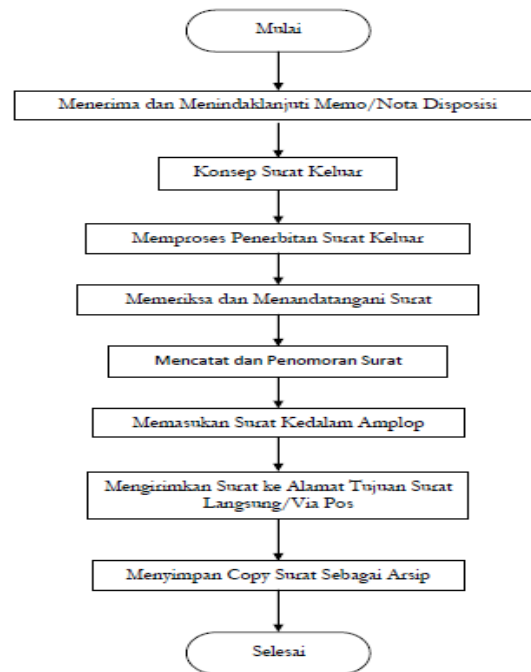 Mulai
Menerima dan Menindaklanjuti Memo/Nota Disposisi
Konsep Surat Keluar
Memproses Penerbitan Surat Keluar
Memeriksa dan Menandatangani Surat
Mencatat dan Penomoran Surat
Memasukan Surat Kedalam Amplop
Mengirimkan Surat ke Alamat Tujuan Surat
Langsung/Via Pos
Menyimpan Copy Surat Sebagai Arsip
Selesai